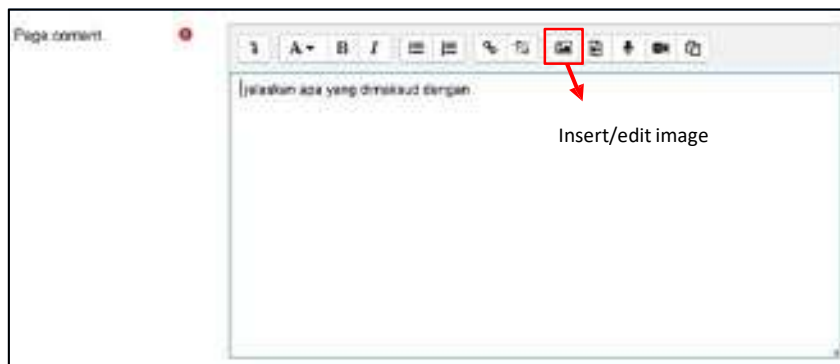 Page content
A B I
jelaskan apa yang dimaksud dengan
Insert/edit image